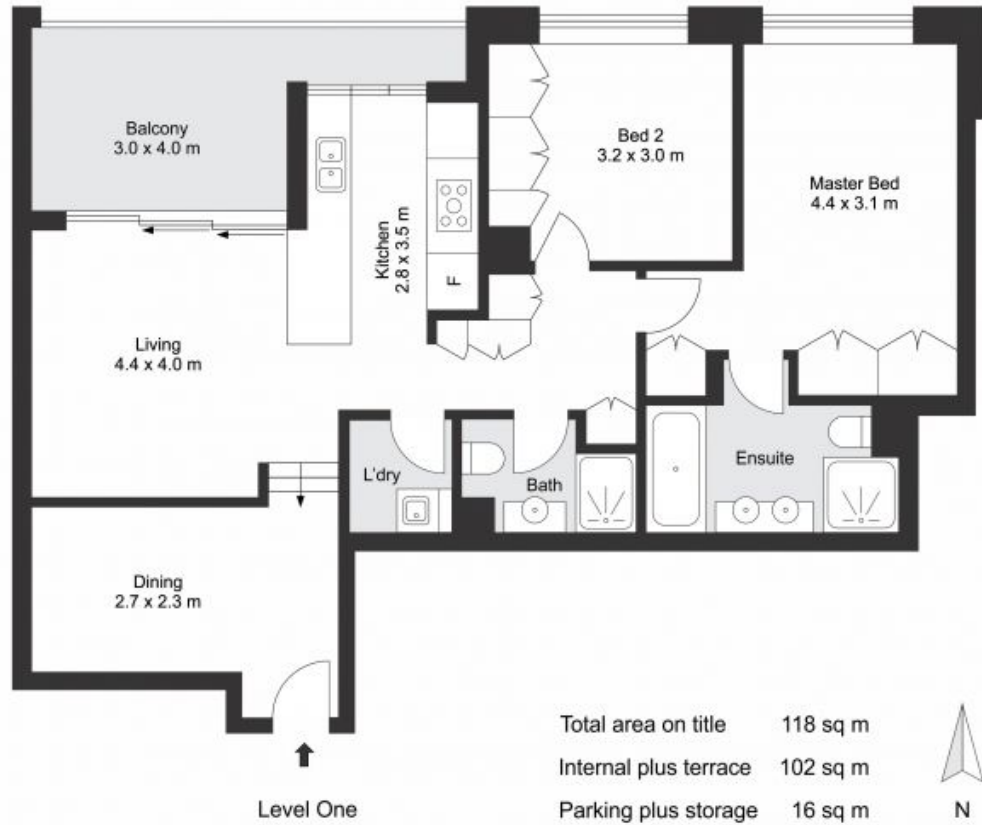 Balcony
3.0 x 4.0 m
Bed 2
3.2 x 3.0 m
Master Bed
4.4 x 3.1 m
Kitchen
2.8 x 3.5 m
F
Living
4.4 x 4.0 m
L'dry
Bath
Ensuite
Dining
2.7 x 2.3 m
Level One
Total area on title 118 sq m
Internal plus terrace 102 sq m
Parking plus storage 16 sq m
N